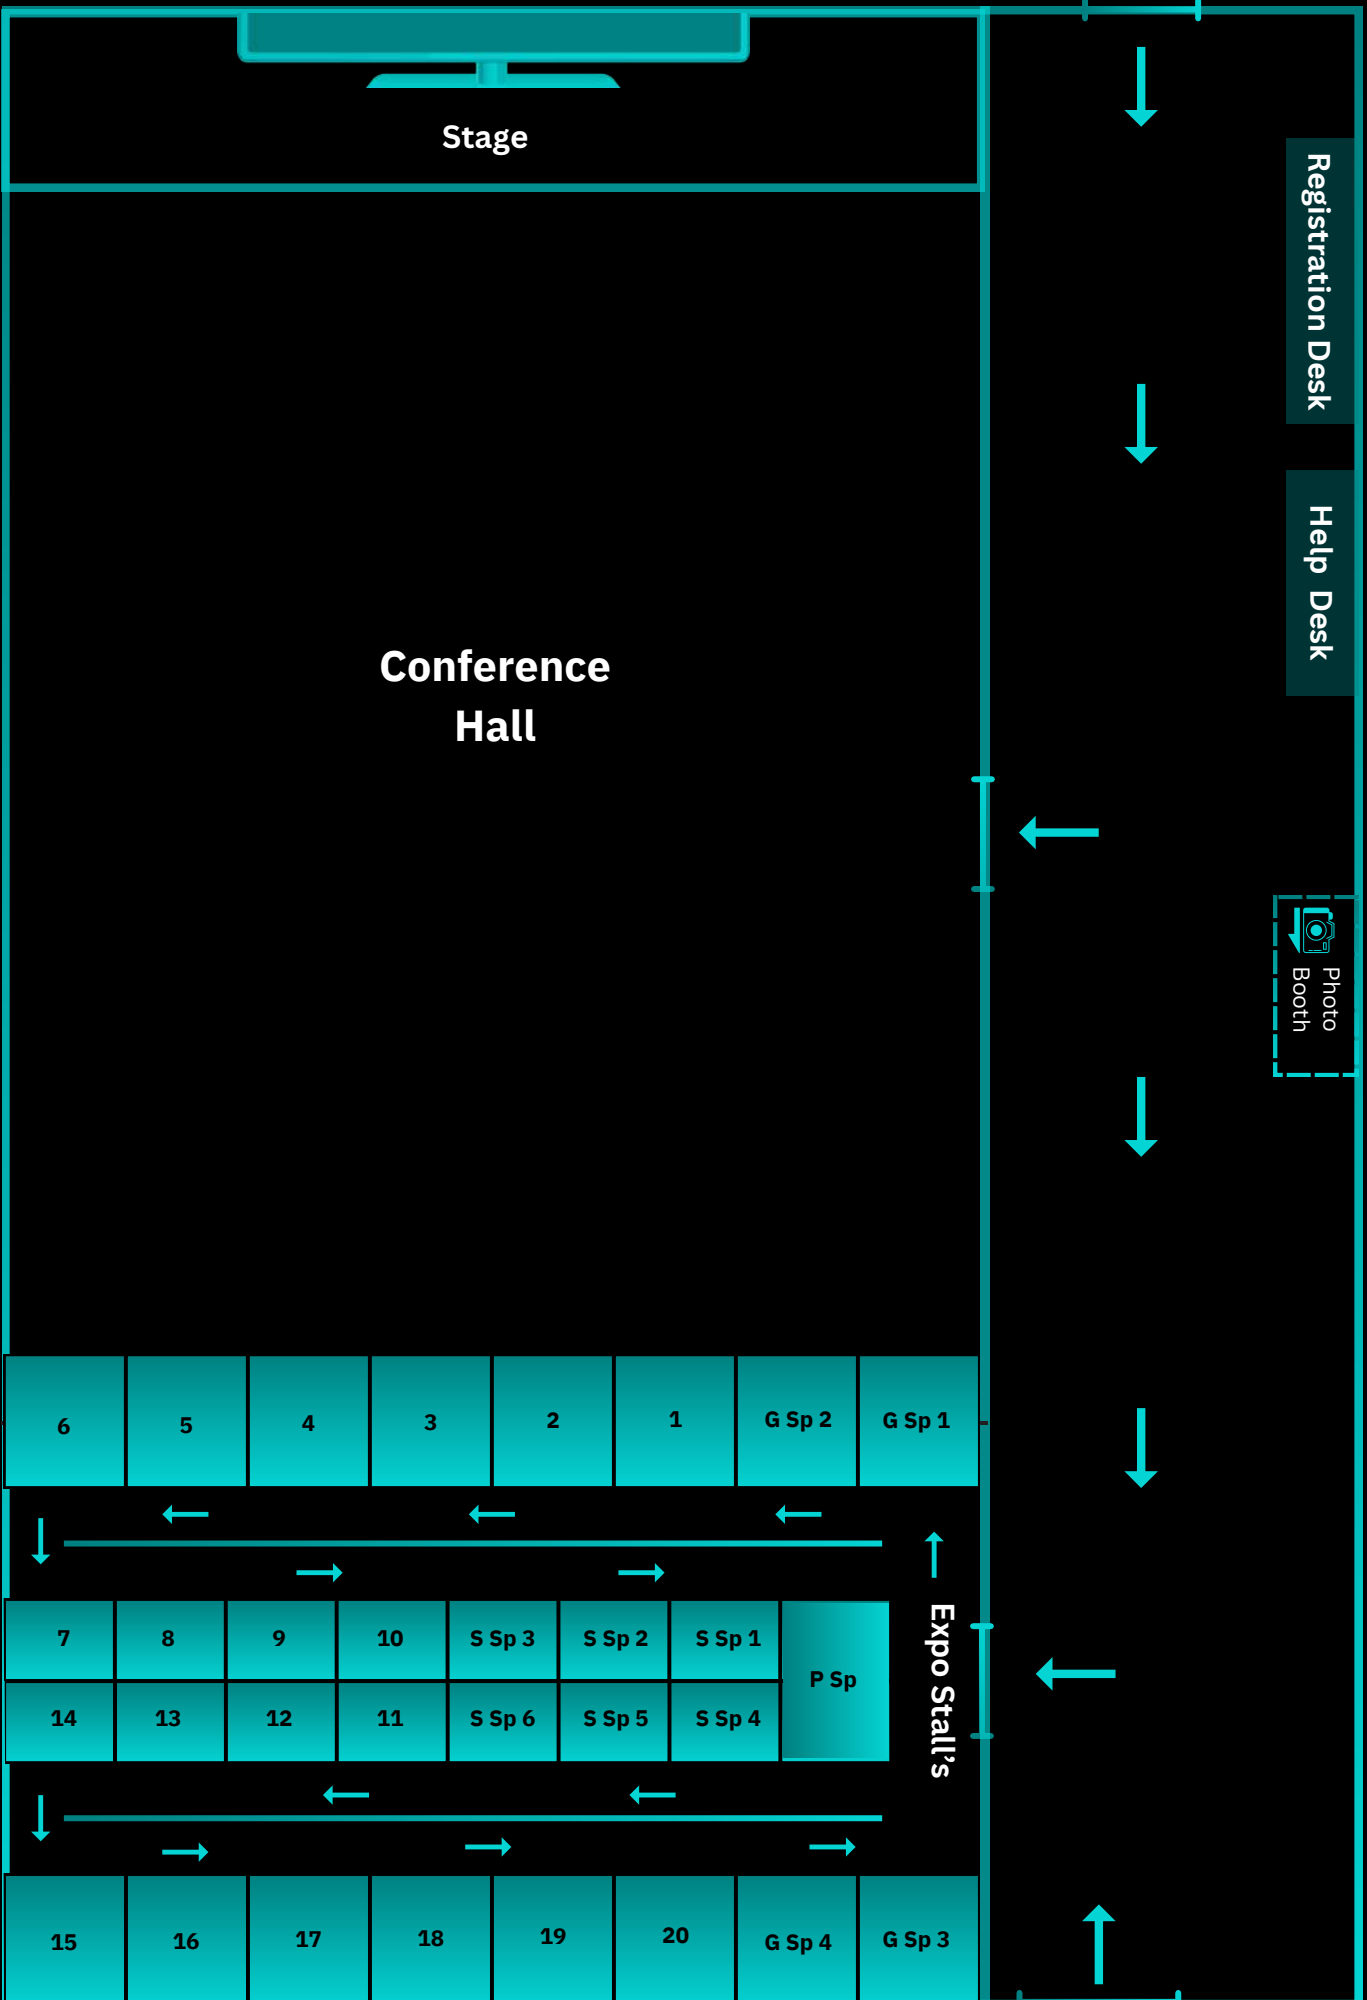 Stage
Registration Desk
Help Desk
Conference
Hall
Photo
Booth
6
5
4
3
2
1
G Sp 2
G Sp 1
7
8
9
10
S Sp 3
S Sp 2
S Sp 1
P Sp
14
13
12
11
S Sp 6
S Sp 5
S Sp 4
Expo Stall's
15
16
17
18
19
20
G Sp 4
G Sp 3